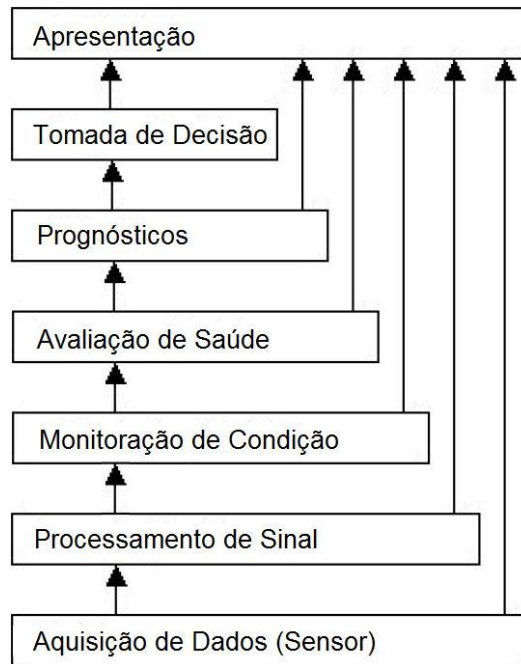 Apresentação
Tomada de Decisão
Prognósticos
Avaliação de Saúde
Monitoração de Condição
Processamento de Sinal
Aquisição de Dados (Sensor)